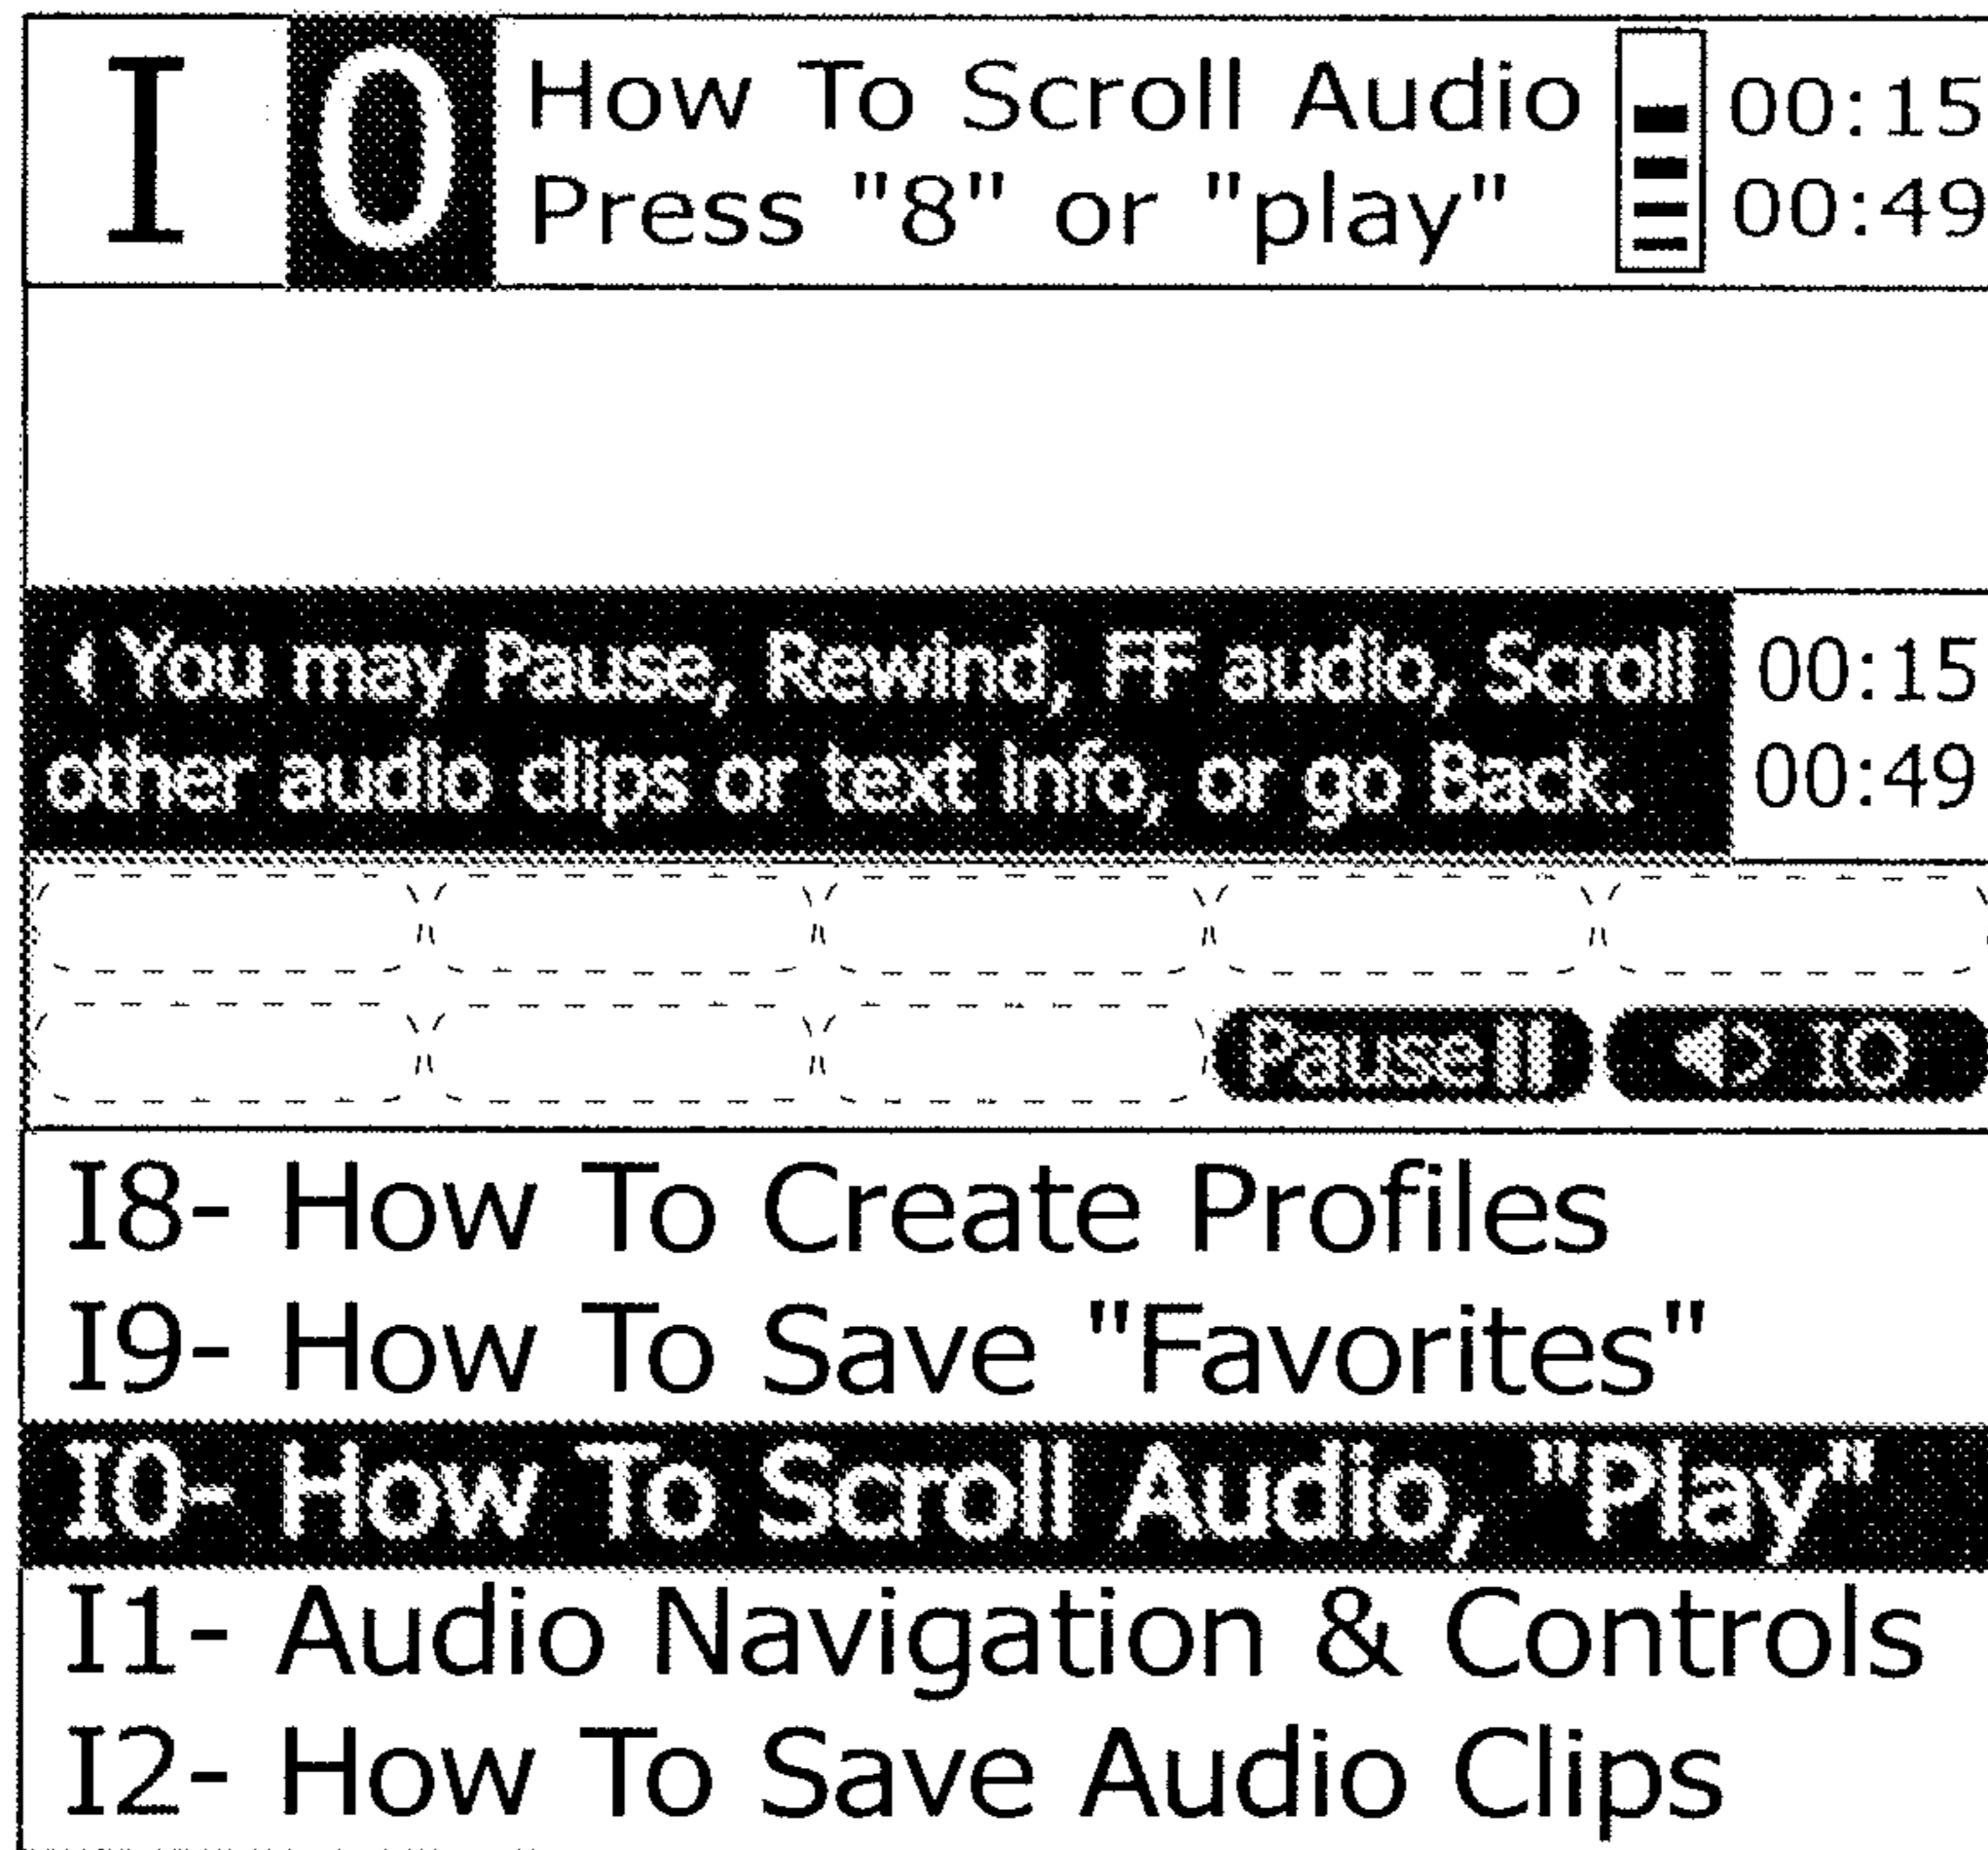 I 0 How To Scroll Audio 00:15
Press "8" or "play" 00:49
You may Pause, Rewind, FF audio, Scroll 00:15
other audio clips or text info, or go Back. 00:49
Pause I0
I8- How To Create Profiles
I9- How To Save "Favorites"
I0- How To Scroll Audio, "Play"
I1- Audio Navigation & Controls
I2- How To Save Audio Clips